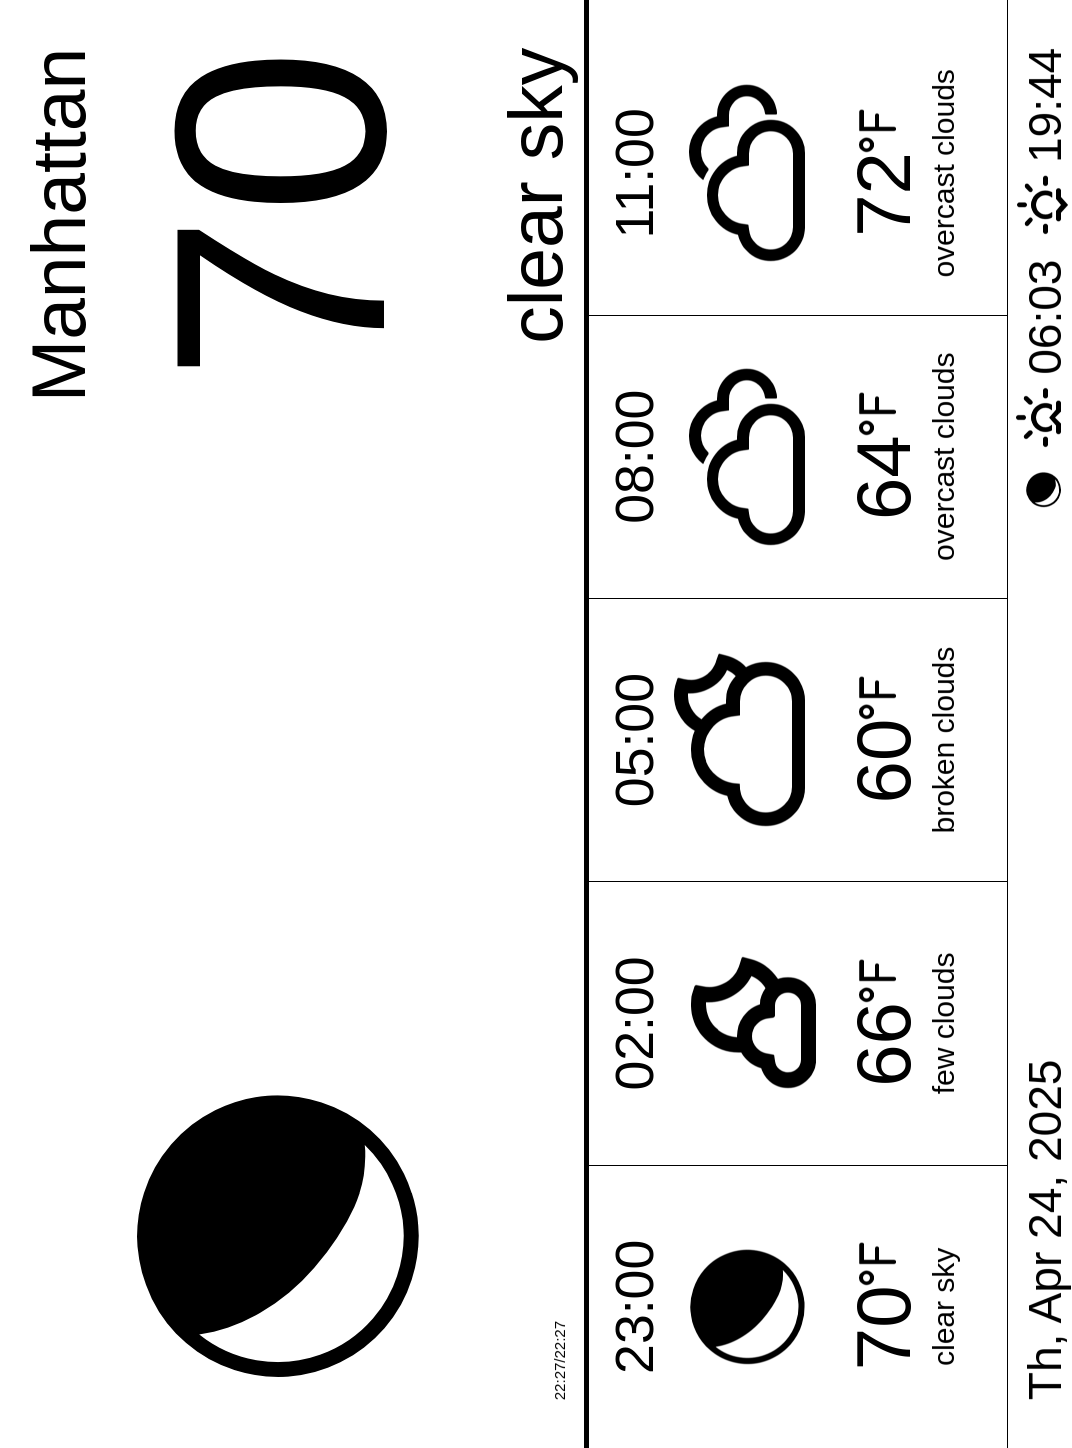 Manhattan
70
clear sky
22:27/22:27
23:00
70°F
clear sky
02:00
66°F
few clouds
05:00
60°F
broken clouds
08:00
64°F
overcast clouds
11:00
72°F
overcast clouds
Th, Apr 24, 2025
06:03
19:44